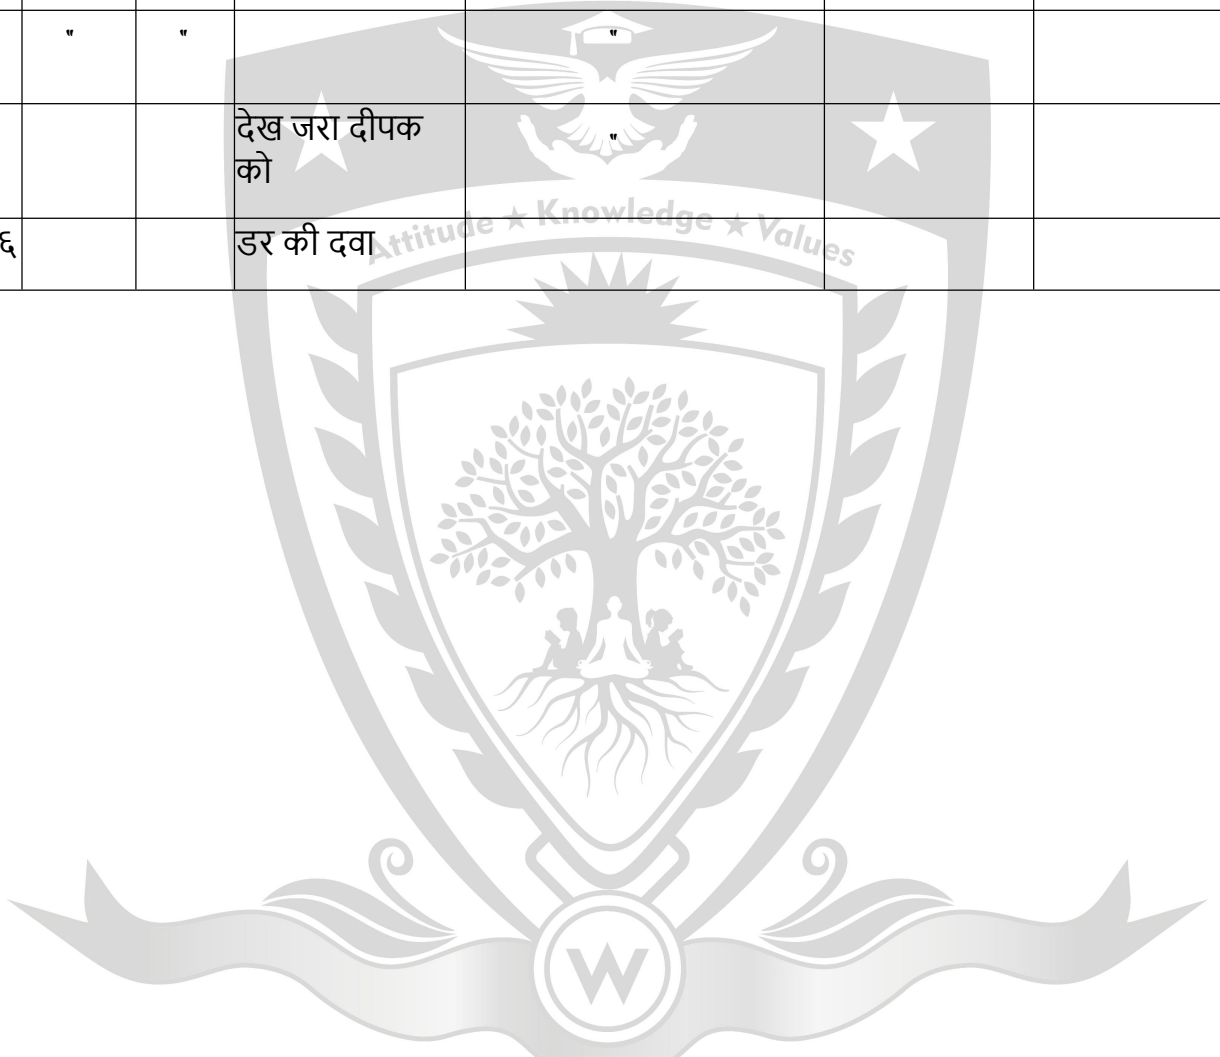 " " "
देख जरा दीपक "
को
६ डर की दवा
Attitude ★ Knowledge ★ Values
W